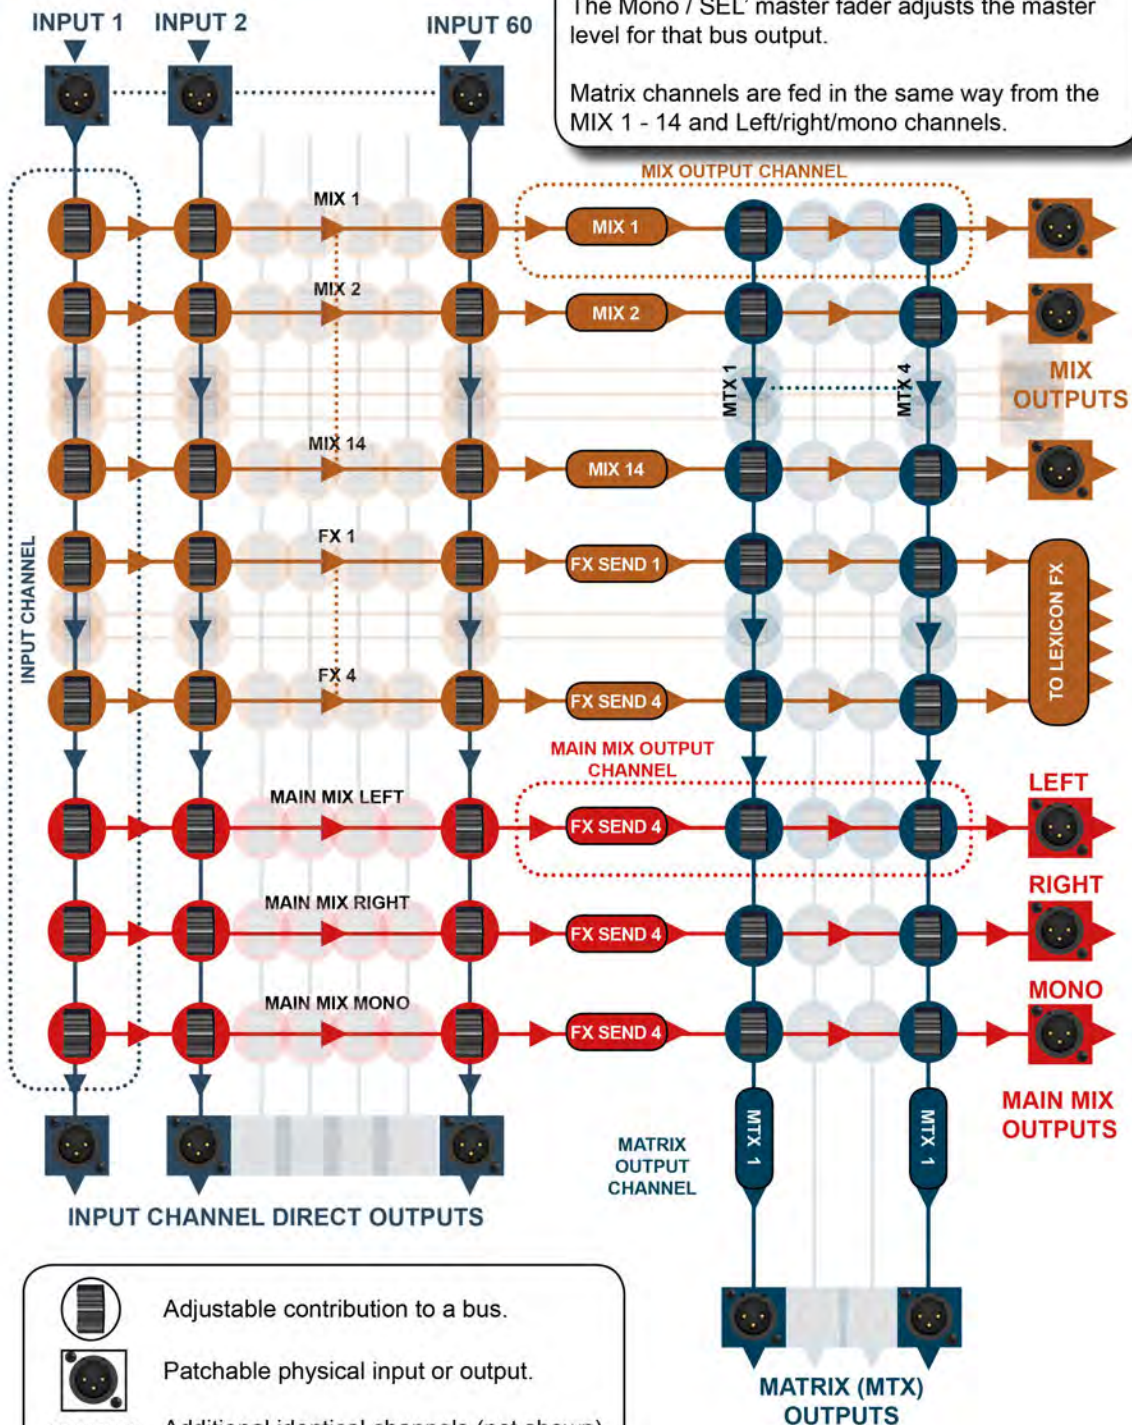 The Mono / SEL' master fader adjusts the master
level for that bus output.
Matrix channels are fed in the same way from the
MIX 1 - 14 and Left/right/mono channels.
INPUT 1
INPUT 2
INPUT 60
MIX OUTPUT CHANNEL
MIX 1
MIX 1
MIX 2
MIX 2
MTX 1
MTX 4
MIX
OUTPUTS
MIX 14
MIX 14
INPUT CHANNEL
FX 1
FX SEND 1
TO LEXICON FX
FX 4
FX SEND 4
MAIN MIX OUTPUT
CHANNEL
MAIN MIX LEFT
FX SEND 4
LEFT
MAIN MIX RIGHT
FX SEND 4
RIGHT
MAIN MIX MONO
FX SEND 4
MONO
MAIN MIX
OUTPUTS
MATRIX
OUTPUT
CHANNEL
MTX 1
MTX 1
INPUT CHANNEL DIRECT OUTPUTS
Adjustable contribution to a bus.
Patchable physical input or output.
Additional identical channels (not shown)
MATRIX (MTX)
OUTPUTS